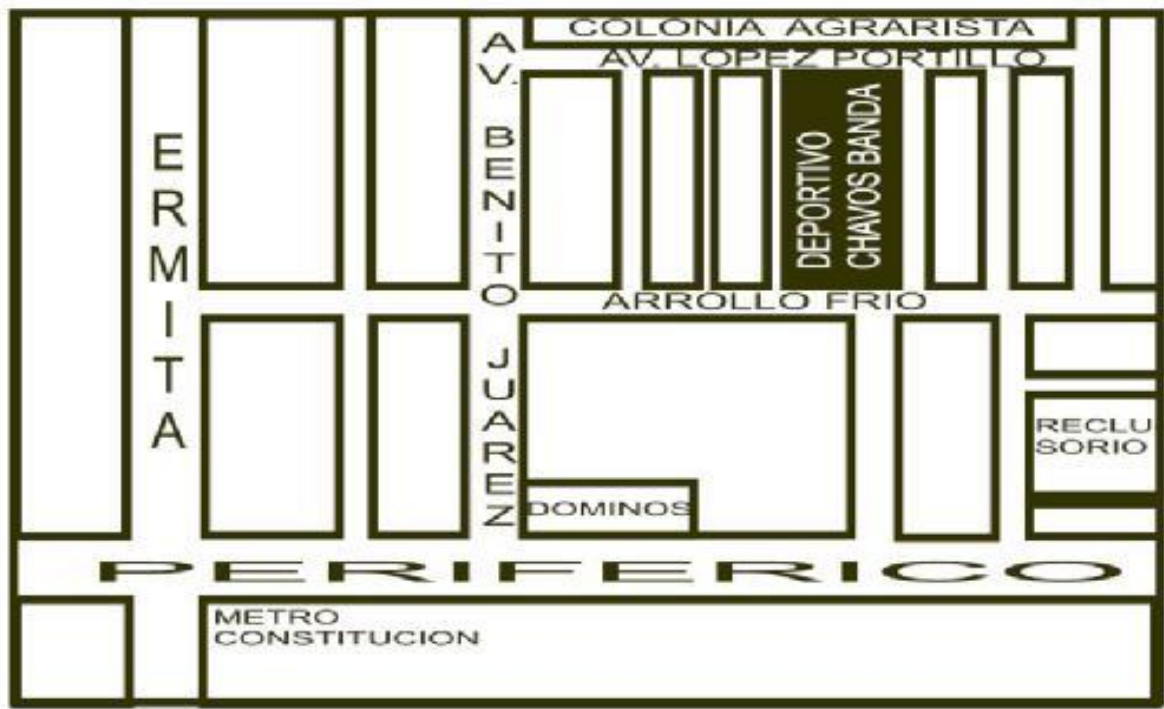 COLONIA AGRARISTA
AV. LOPEZ PORTILLO
ERMITA
AV. BENITO JUAREZ
DEPORTIVO
CHAVOS BANDA
ARROLLO FRIO
RECLU
SORIO
DOMINOS
PERIFERICO
METRO
CONSTITUCION